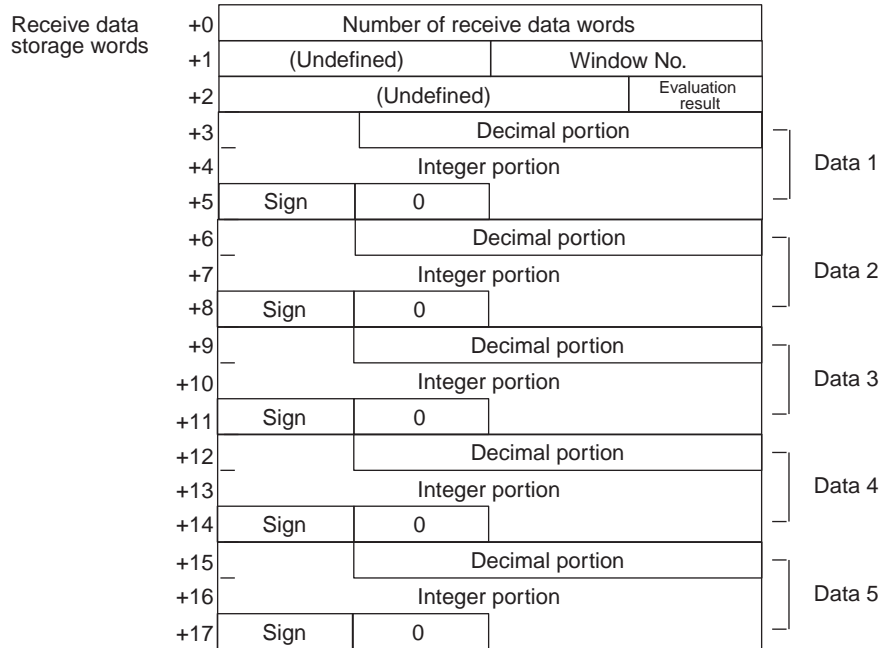 Receive data
storage words
+0 Number of receive data words
+1 (Undefined) Window No.
+2 (Undefined) Evaluation
result
+3 Decimal portion
+4 Integer portion Data 1
+5 Sign 0
+6 Decimal portion
+7 Integer portion Data 2
+8 Sign 0
+9 Decimal portion
+10 Integer portion Data 3
+11 Sign 0
+12 Decimal portion
+13 Integer portion Data 4
+14 Sign 0
+15 Decimal portion
+16 Integer portion Data 5
+17 Sign 0